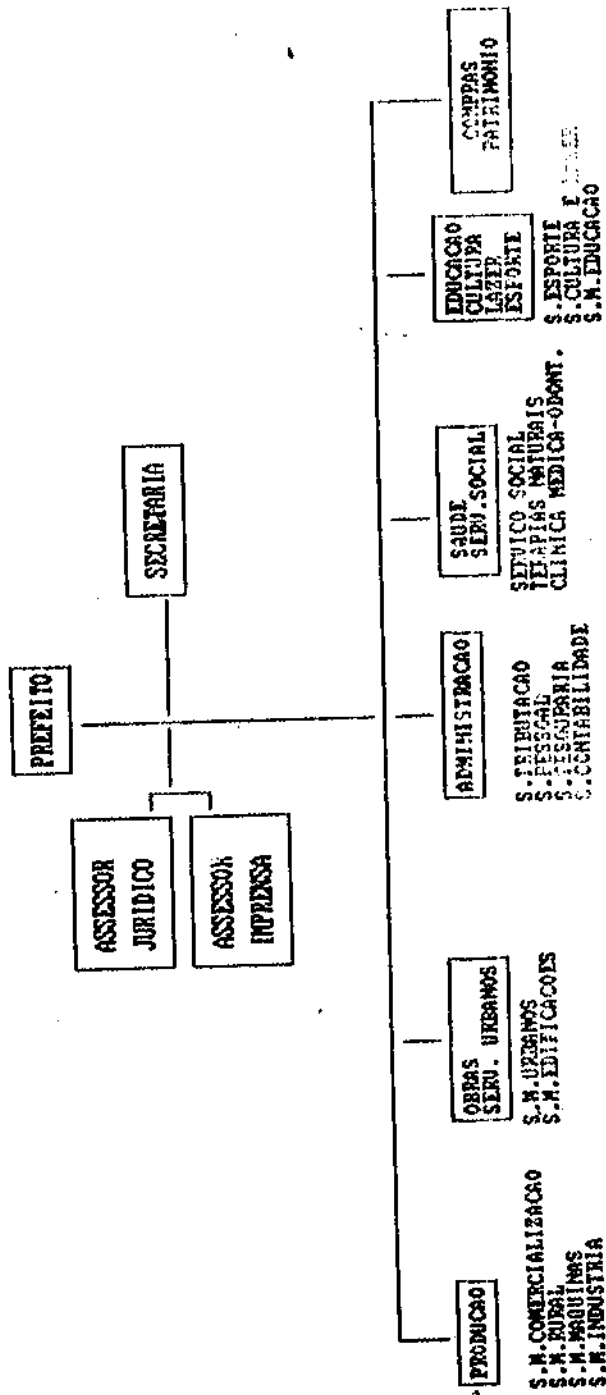 PREFEITO
ASSESSOR
JURIDICO
ASSESSOR
IMPRENSA
SECRETARIA
PRODUCAO
S.M.COMERCIALIZACAO
S.M.RURAL
S.M.MAQUINAS
S.M.INDUSTRIA
OBRAS
SERV. URBANOS
S.M.URBANOS
S.M.EDIFICACOES
ADMINISTRACAO
S.TRIBUTACAO
S.PESSOAL
S.TESOURARIA
S.CONTABILIDADE
SAUDE
SERV.SOCIAL
SERVICO SOCIAL
TERAPIAS NATURAIS
CLINICA MEDICA-ODONT.
EDUCACAO
CULTURA
LAZER
ESPORTE
S.ESPORTE
S.CULTURA E
S.M.EDUCACAO
COMPRAS
PATRIMONIO